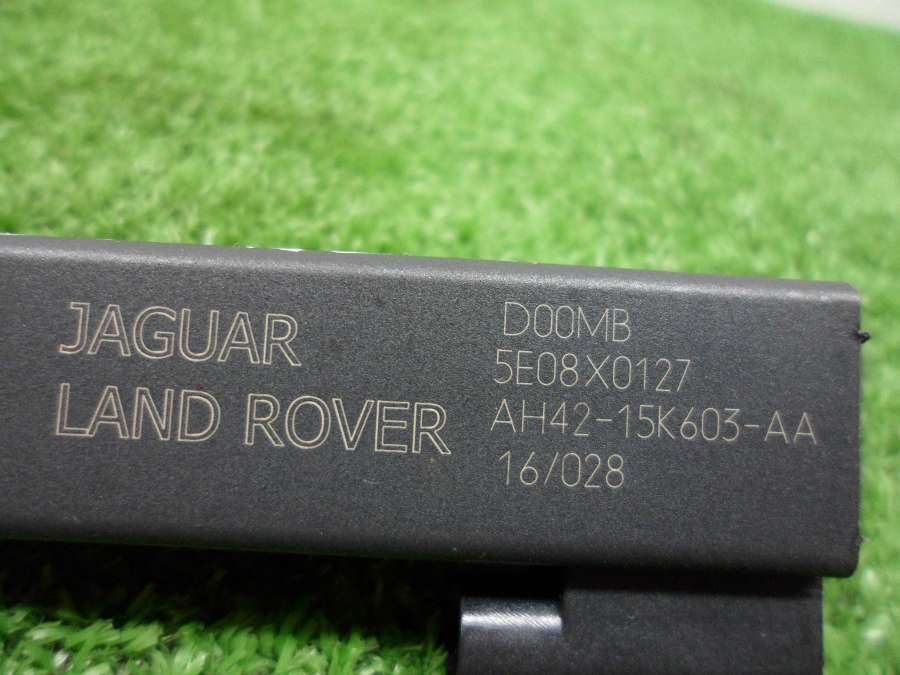 JAGUAR
LAND ROVER
D00MB
5E08X0127
AH42-15K603-AA
16/028